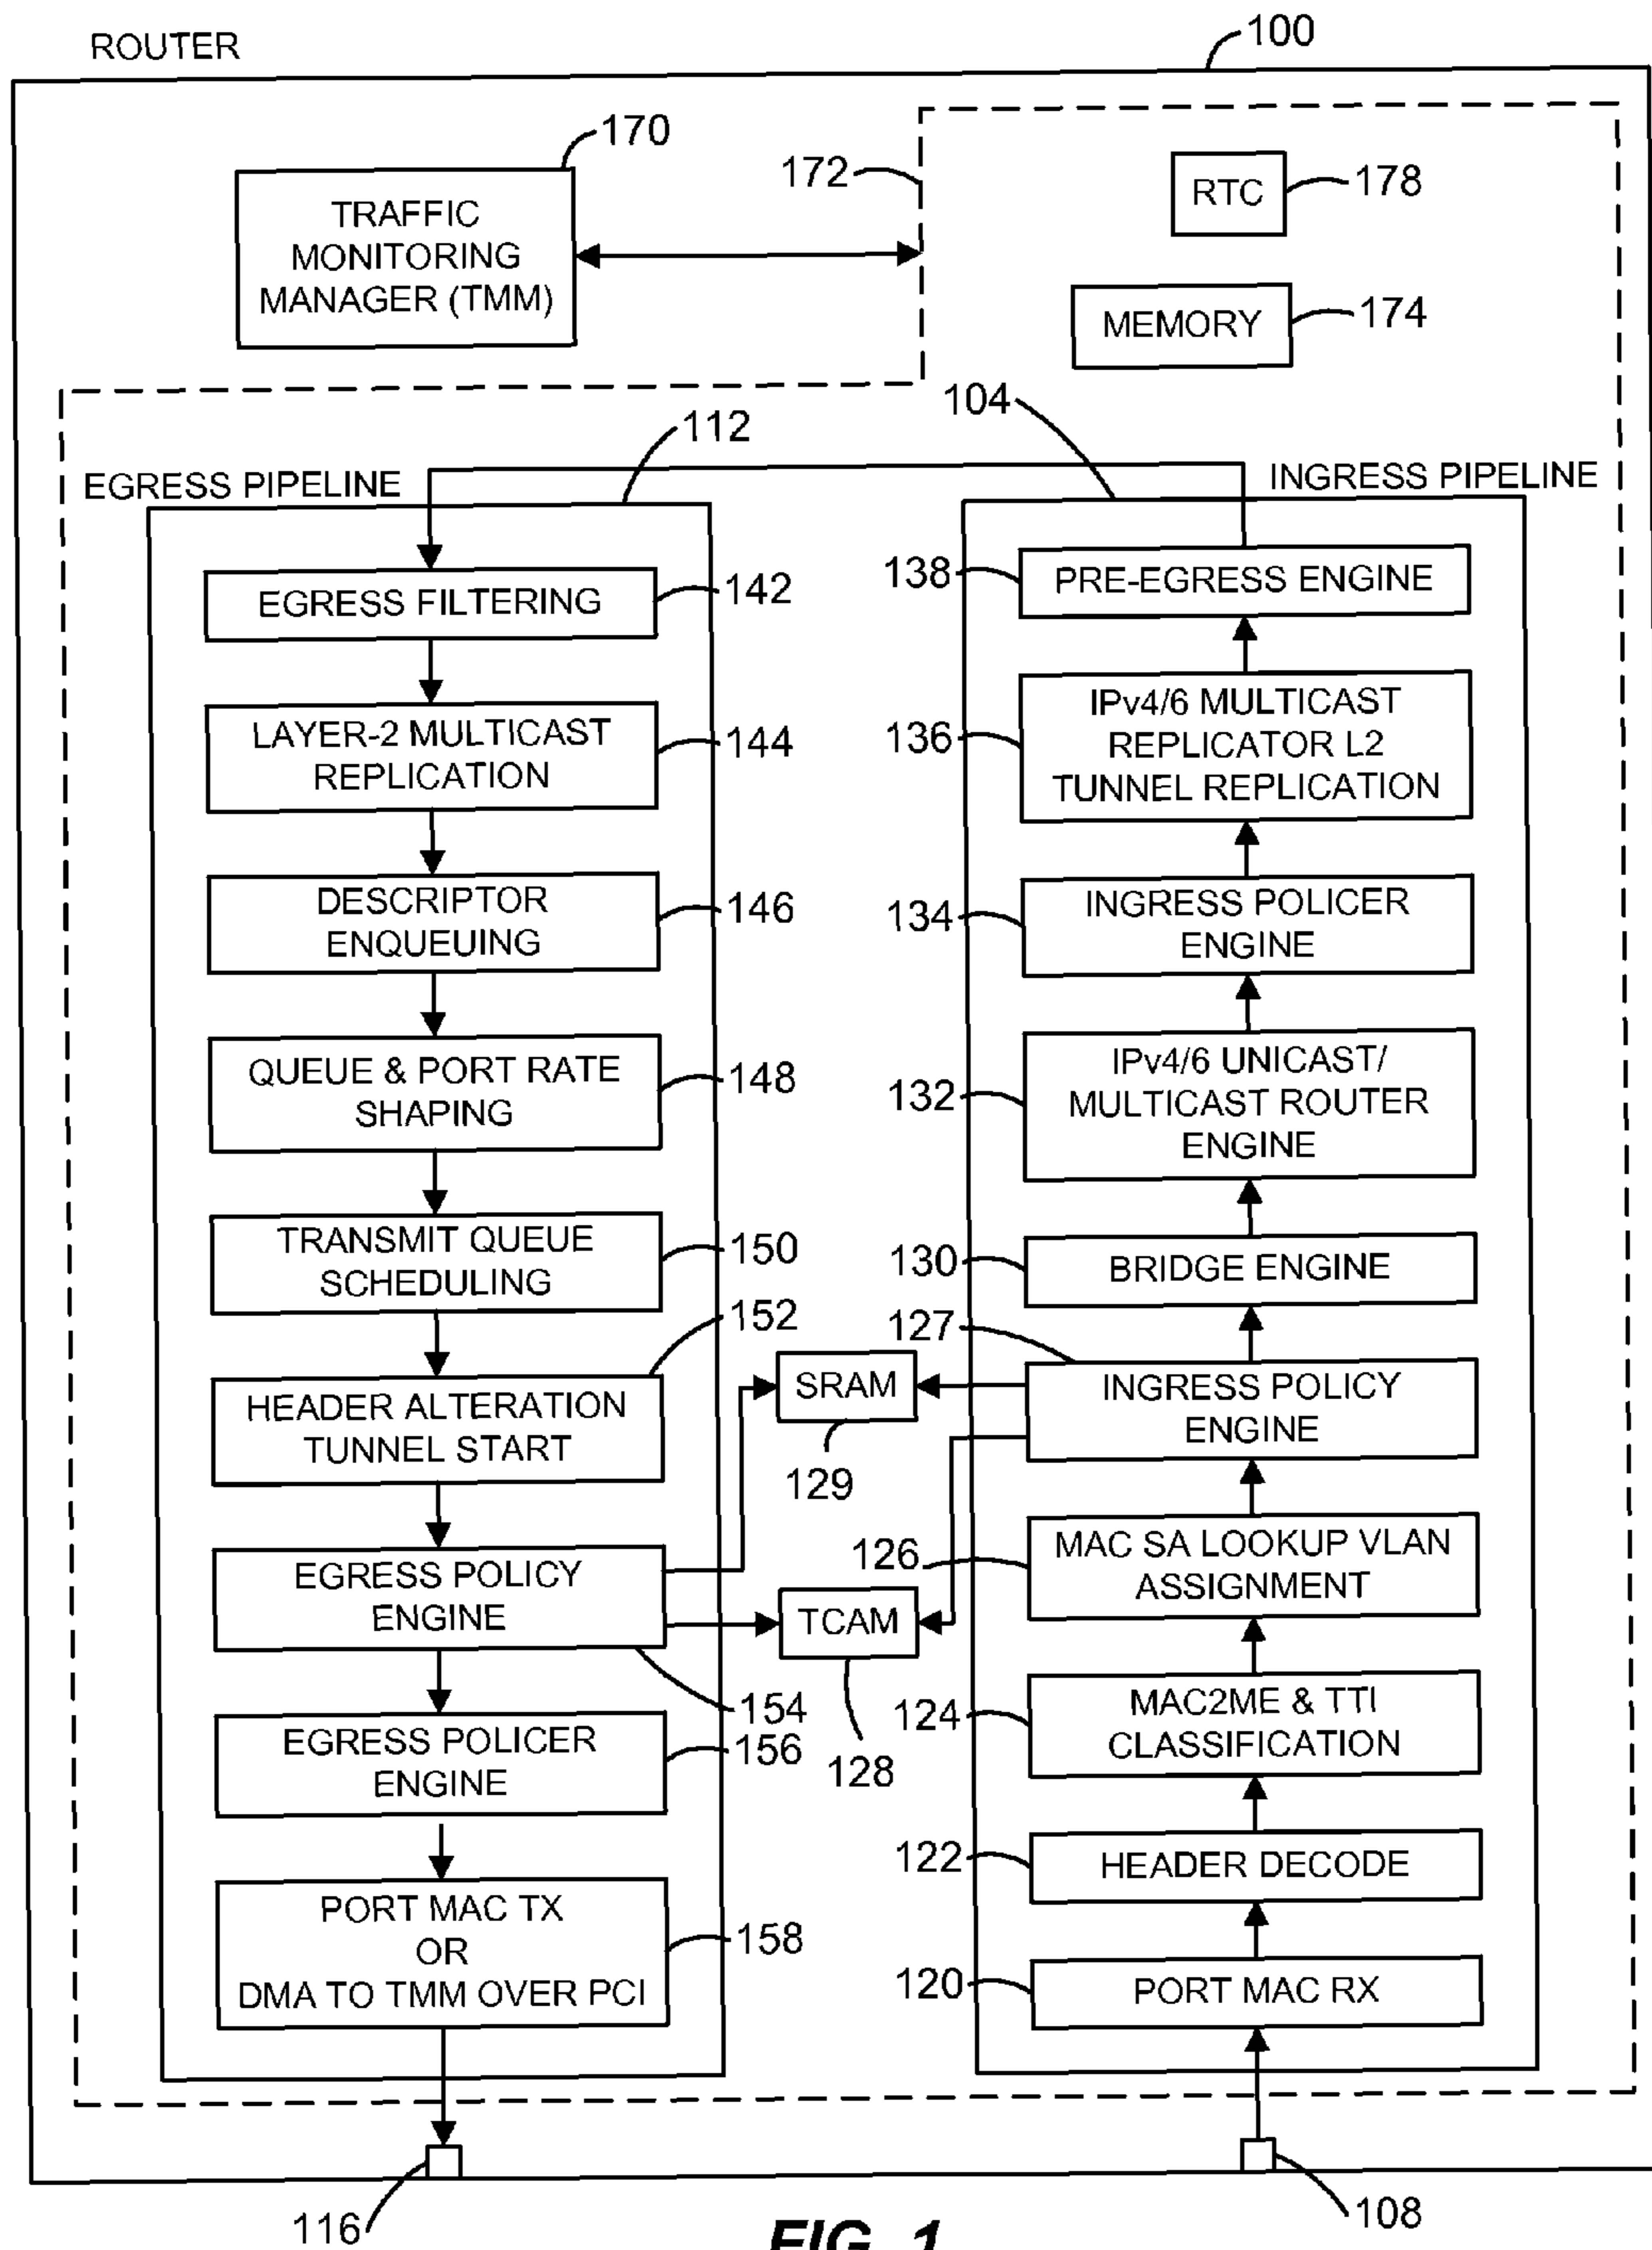 ROUTER
100
170
TRAFFIC
MONITORING
MANAGER (TMM)
172
RTC
178
MEMORY
174
104
112
EGRESS PIPELINE
INGRESS PIPELINE
EGRESS FILTERING
142
LAYER-2 MULTICAST
REPLICATION
144
DESCRIPTOR
ENQUEUING
146
QUEUE & PORT RATE
SHAPING
148
TRANSMIT QUEUE
SCHEDULING
150
152
HEADER ALTERATION
TUNNEL START
EGRESS POLICY
ENGINE
154
EGRESS POLICER
ENGINE
156
PORT MAC TX
OR
DMA TO TMM OVER PCI
158
116
SRAM
129
TCAM
128
138
PRE-EGRESS ENGINE
136
IPv4/6 MULTICAST
REPLICATOR L2
TUNNEL REPLICATION
134
INGRESS POLICER
ENGINE
132
IPv4/6 UNICAST/
MULTICAST ROUTER
ENGINE
130
BRIDGE ENGINE
127
INGRESS POLICY
ENGINE
126
MAC SA LOOKUP VLAN
ASSIGNMENT
124
MAC2ME & TTI
CLASSIFICATION
122
HEADER DECODE
120
PORT MAC RX
108
FIG. 1